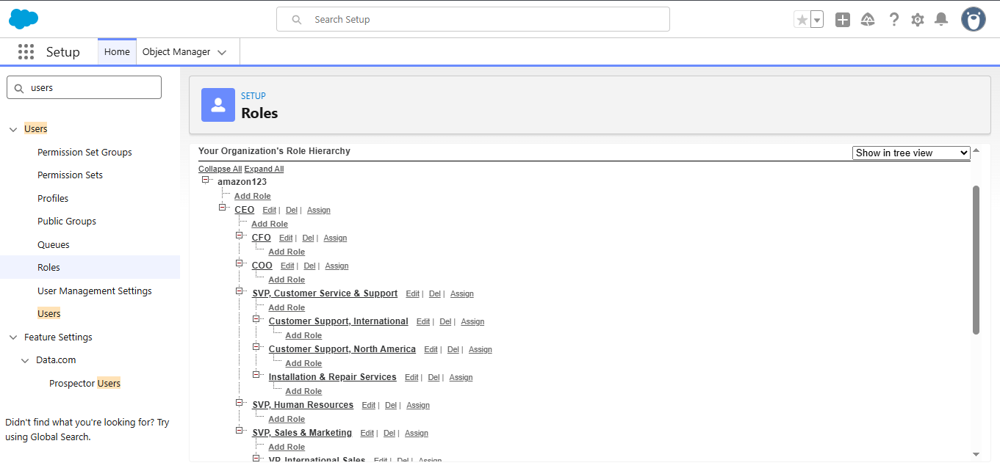 Search Setup
Setup
Home
Object Manager
users
Users
Permission Set Groups
Permission Sets
Profiles
Public Groups
Queues
Roles
User Management Settings
Users
Feature Settings
Data.com
Prospector Users
Didn't find what you're looking for? Try
using Global Search.
SETUP
Roles
Your Organization's Role Hierarchy
Show in tree view
Collapse All Expand All
amazon123
Add Role
CEO Edit | Del | Assign
Add Role
CFO Edit | Del | Assign
Add Role
COO Edit | Del | Assign
Add Role
SVP, Customer Service & Support Edit | Del | Assign
Add Role
Customer Support, International Edit | Del | Assign
Add Role
Customer Support, North America Edit | Del | Assign
Add Role
Installation & Repair Services Edit | Del | Assign
Add Role
SVP, Human Resources Edit | Del | Assign
Add Role
SVP, Sales & Marketing Edit | Del | Assign
Add Role
VP, International Sales Edit | Del | Assign